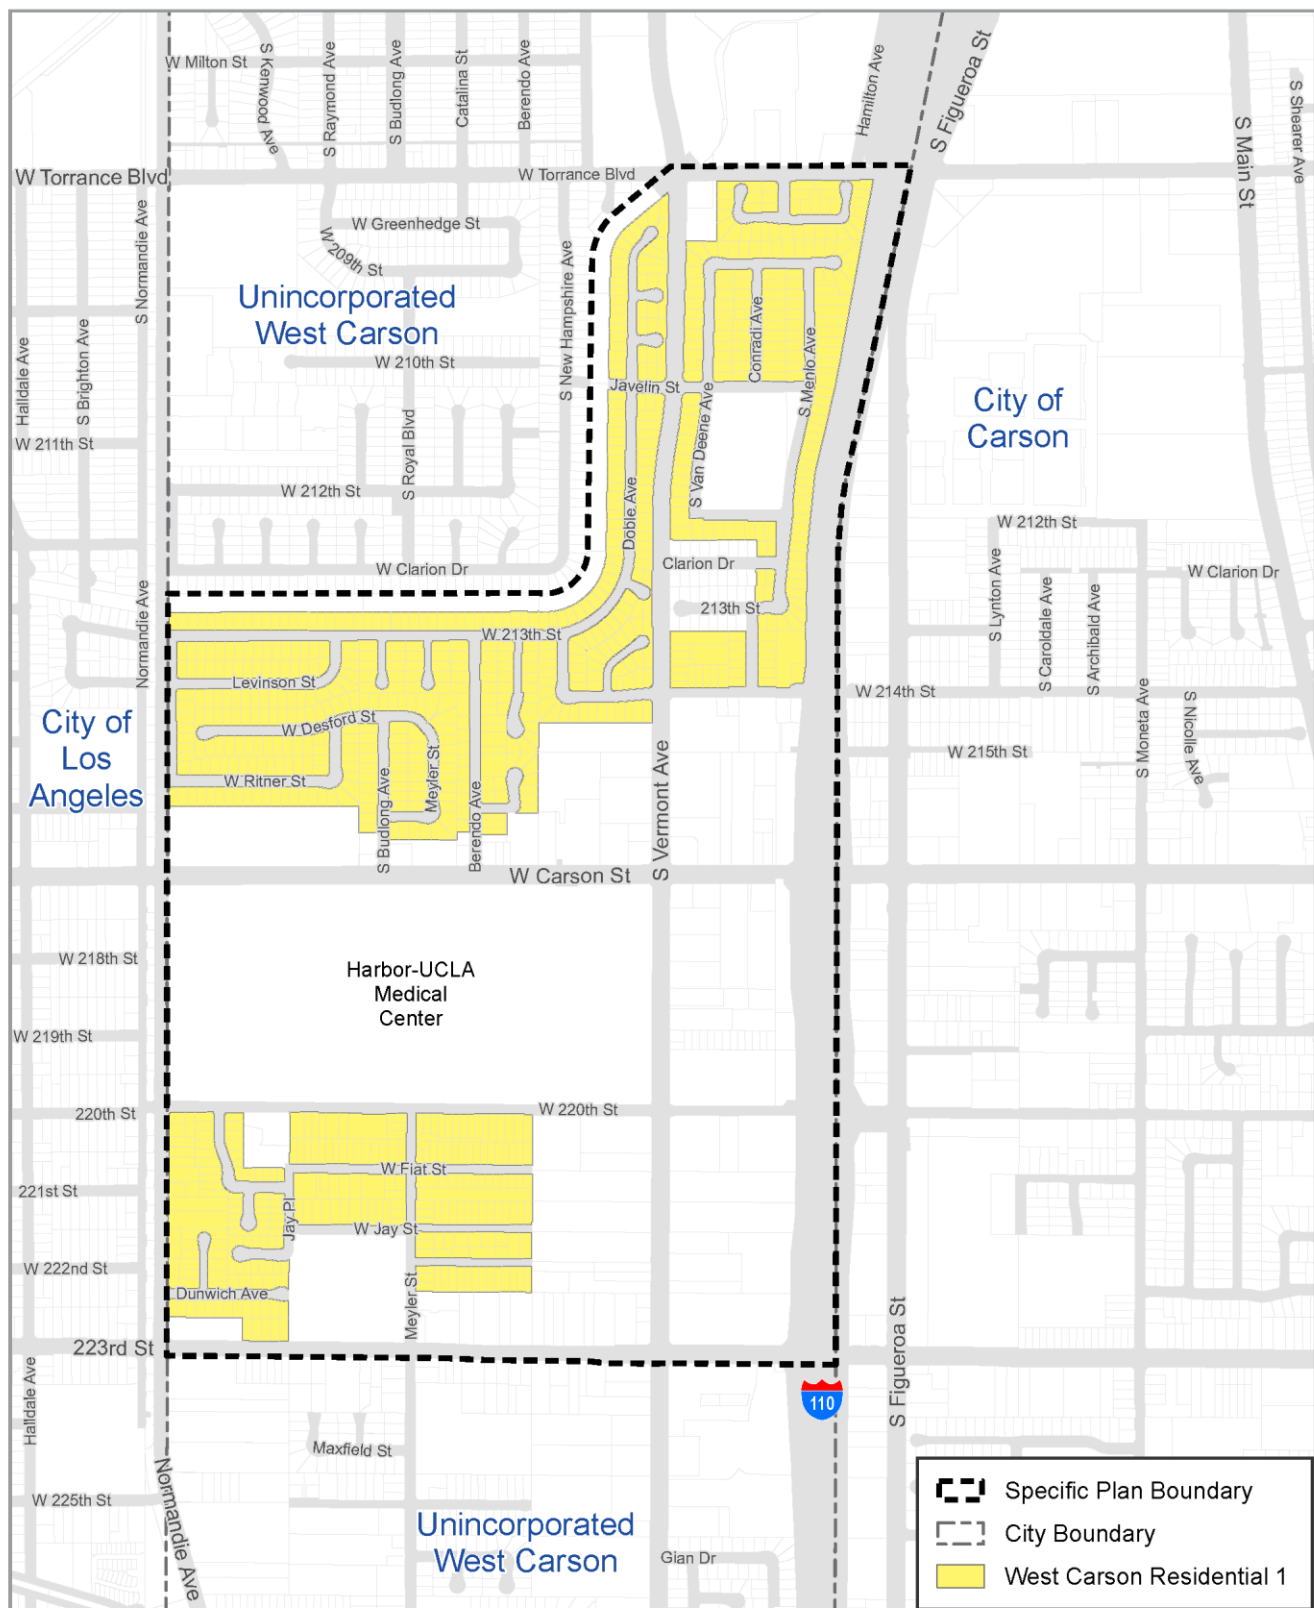 W Milton St
S Kenwood Ave
S Raymond Ave
S Budlong Ave
Catalina St
Berendo Ave
Hamilton Ave
S Figueroa St
S Main St
S Shearer Ave
W Torrance Blvd
W Torrance Blvd
S Normandie Ave
W Greenhedge St
W 209th St
S New Hampshire Ave
Unincorporated
West Carson
W 210th St
Halldale Ave
S Brighton Ave
W 211th St
S Royal Blvd
W 212th St
W Clarion Dr
Javelin St
Conradi Ave
S Menlo Ave
S Van Deene Ave
Doble Ave
Clarion Dr
213th St
City of
Carson
W 212th St
S Lynton Ave
S Caroldale Ave
S Archibald Ave
W Clarion Dr
Normandie Ave
W 213th St
Levinson St
W Desford St
W Ritner St
S Budlong Ave
Meyler St
Berendo Ave
S Vermont Ave
W 214th St
W 215th St
S Moneta Ave
S Nicolle Ave
City of
Los
Angeles
W Carson St
W 218th St
Harbor-UCLA
Medical
Center
W 219th St
220th St
W 220th St
W Fiat St
221st St
Jay Pl
W Jay St
W 222nd St
Dunwich Ave
Meyler St
223rd St
S Figueroa St
110
Halldale Ave
Maxfield St
W 225th St
Normandie Ave
Unincorporated
West Carson
Gian Dr
Specific Plan Boundary
City Boundary
West Carson Residential 1